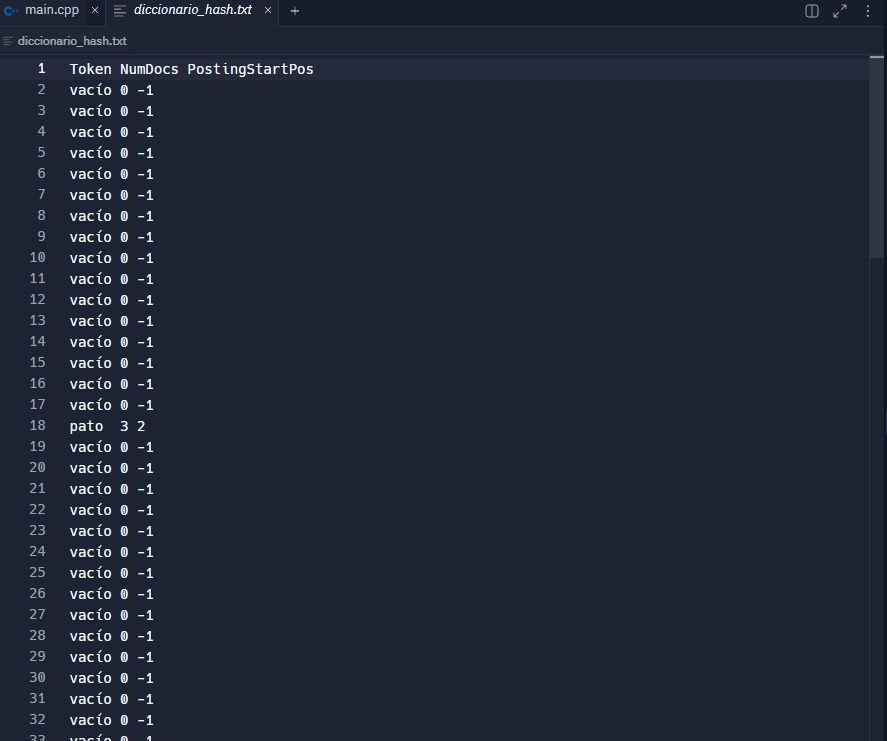 main.cpp × diccionario_hash.txt × +
diccionario_hash.txt
1 Token NumDocs PostingStartPos
2 vacío 0 -1
3 vacío 0 -1
4 vacío 0 -1
5 vacío 0 -1
6 vacío 0 -1
7 vacío 0 -1
8 vacío 0 -1
9 vacío 0 -1
10 vacío 0 -1
11 vacío 0 -1
12 vacío 0 -1
13 vacío 0 -1
14 vacío 0 -1
15 vacío 0 -1
16 vacío 0 -1
17 vacío 0 -1
18 pato  3 2
19 vacío 0 -1
20 vacío 0 -1
21 vacío 0 -1
22 vacío 0 -1
23 vacío 0 -1
24 vacío 0 -1
25 vacío 0 -1
26 vacío 0 -1
27 vacío 0 -1
28 vacío 0 -1
29 vacío 0 -1
30 vacío 0 -1
31 vacío 0 -1
32 vacío 0 -1
33 vacío 0 -1